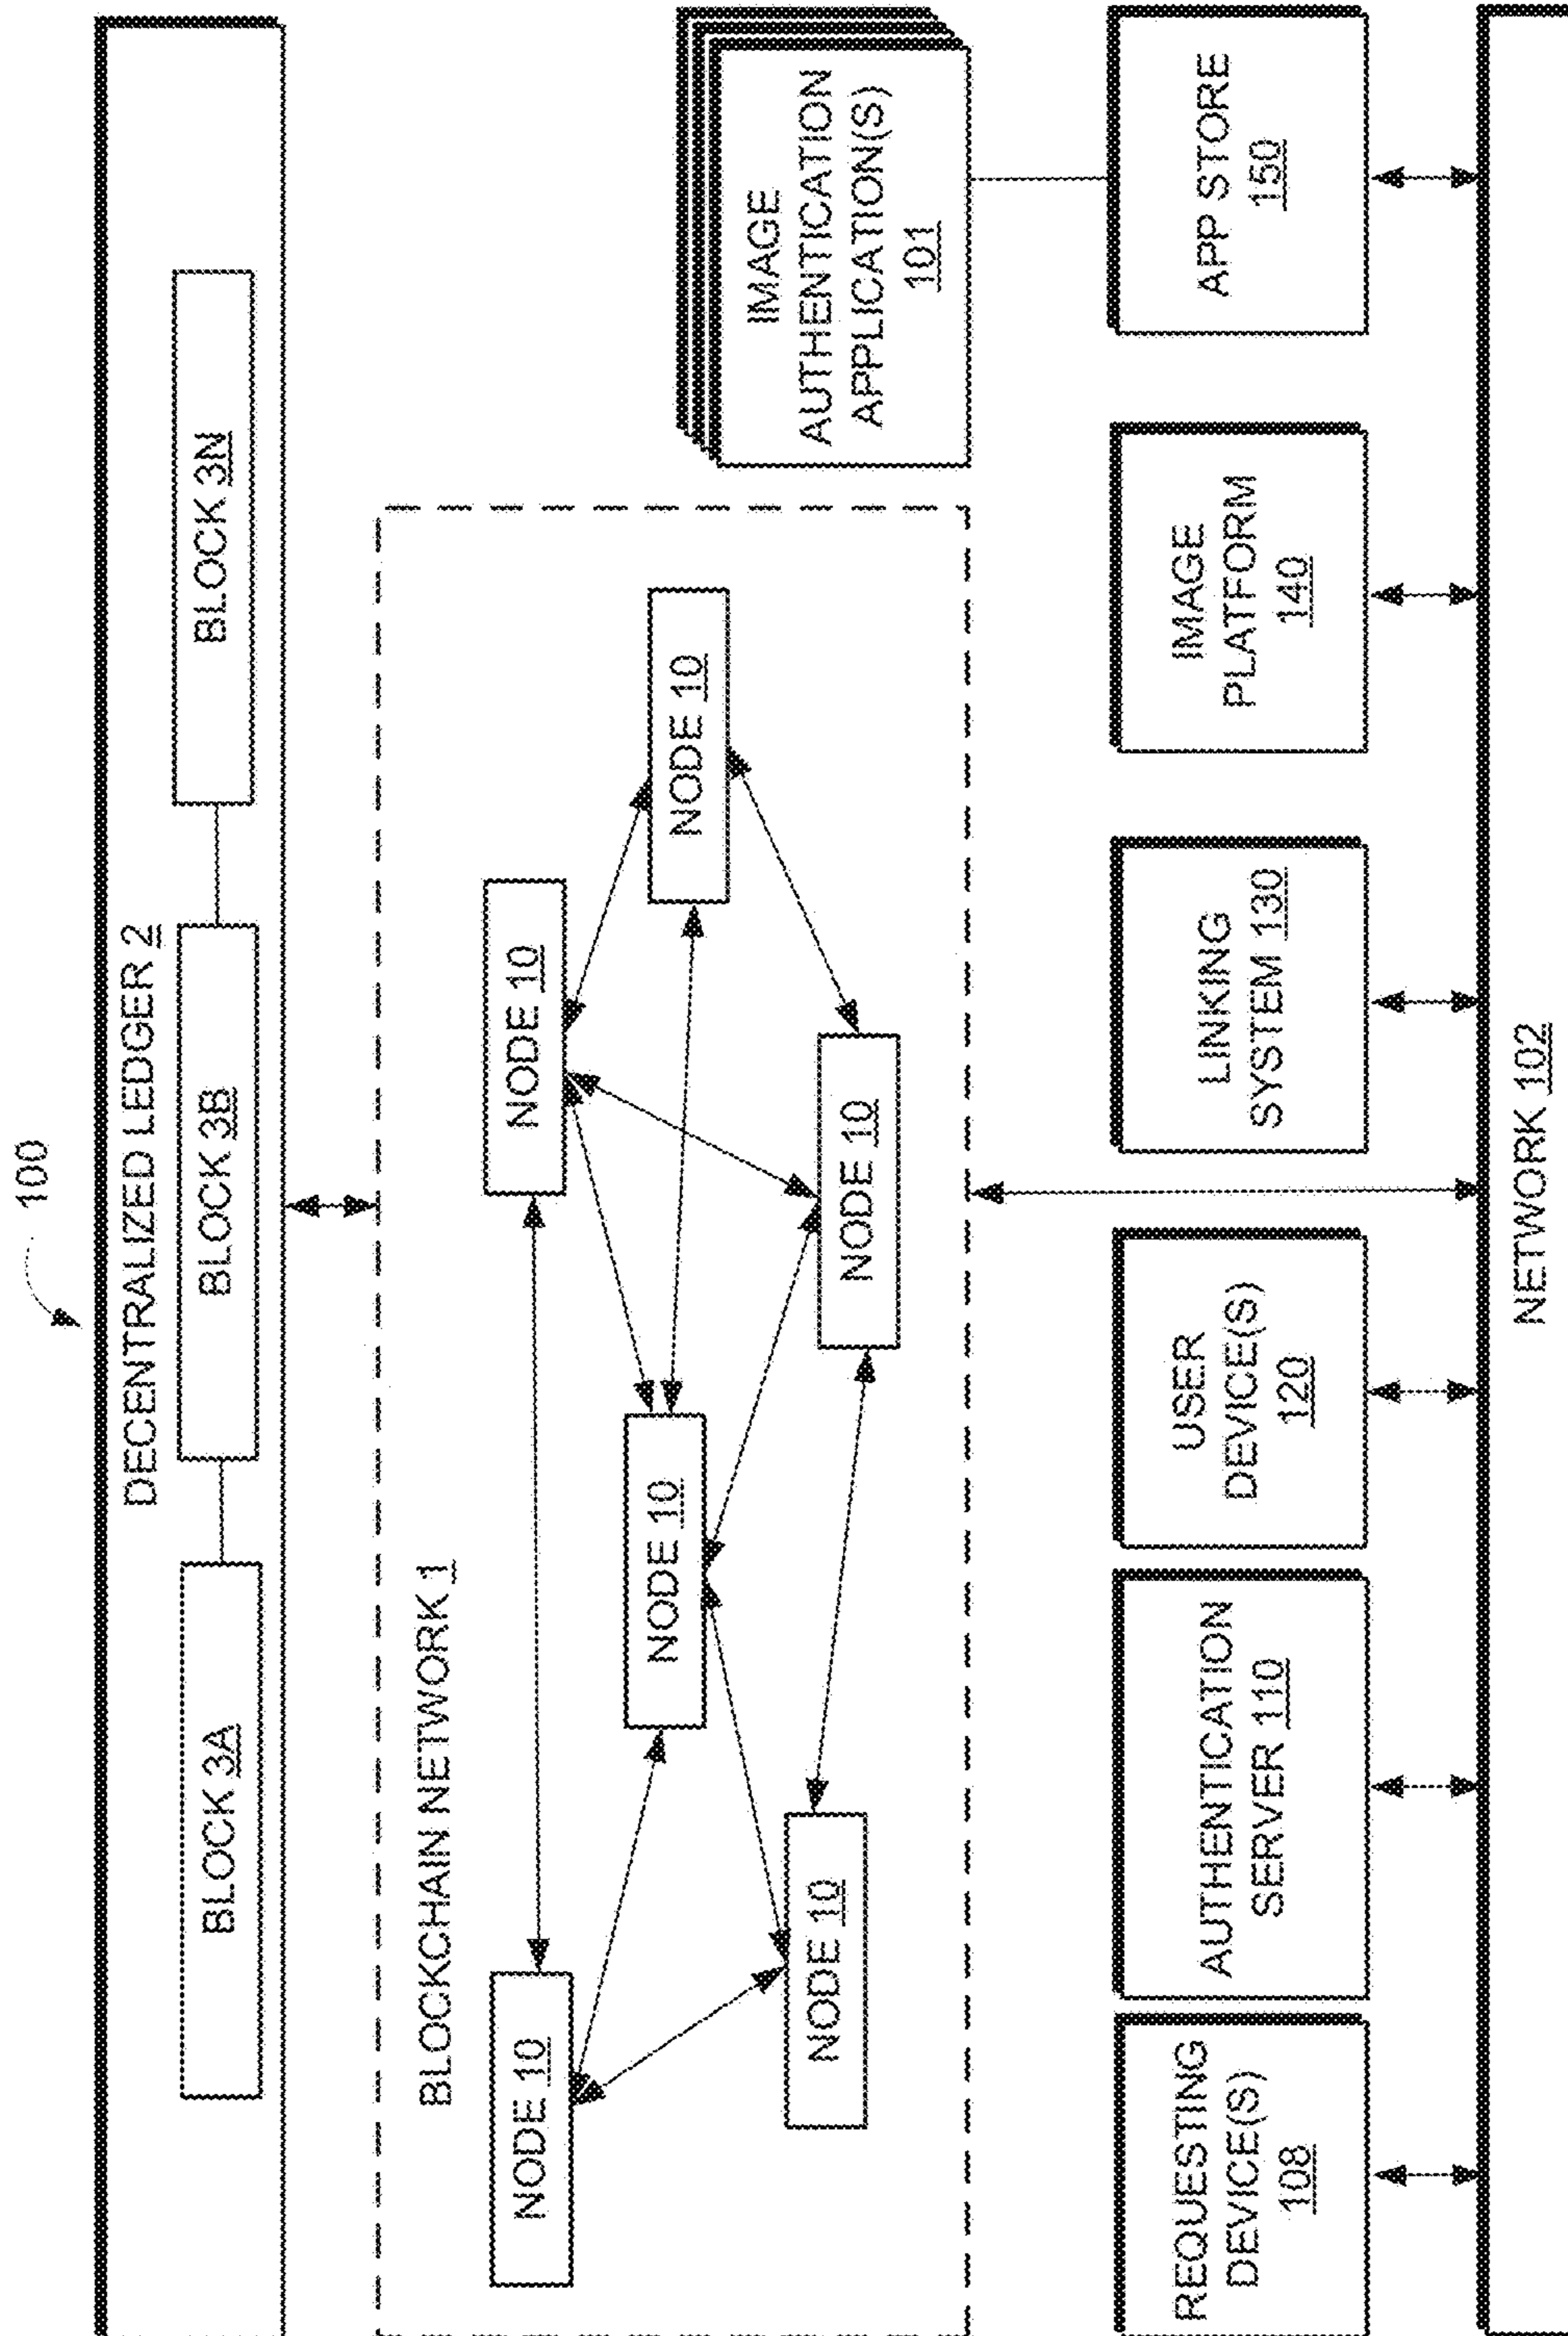 100
DECENTRALIZED LEDGER 2
BLOCK 3A
BLOCK 3B
BLOCK 3N
BLOCKCHAIN NETWORK 1
NODE 10
NODE 10
NODE 10
NODE 10
NODE 10
NODE 10
IMAGE
AUTHENTICATION
APPLICATION(S)
101
REQUESTING
DEVICE(S)
108
AUTHENTICATION
SERVER 110
USER
DEVICE(S)
120
LINKING
SYSTEM 130
IMAGE
PLATFORM
140
APP STORE
150
NETWORK 102